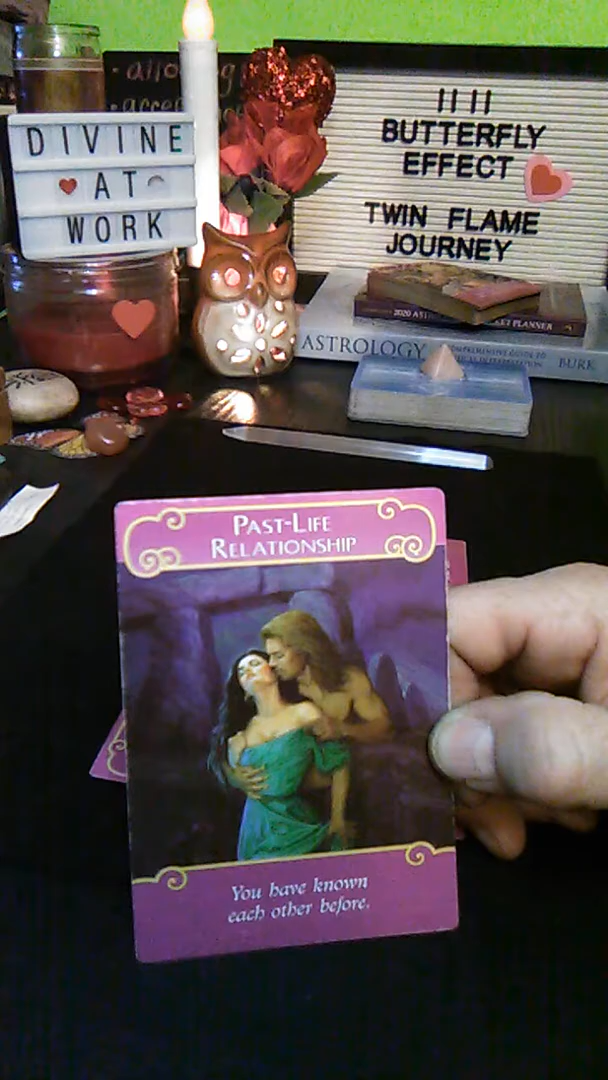 DIVINE
AT
WORK
11 11
BUTTERFLY
EFFECT
TWIN FLAME
JOURNEY
PLANNER
ASTROLOGY
BURK
PAST-LIFE
RELATIONSHIP
You have known
each other before.